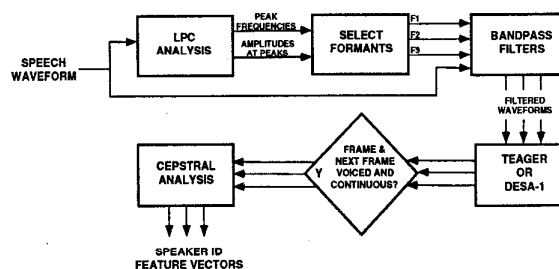 PEAK
FREQUENCIES
LPC
ANALYSIS
AMPLITUDES
AT PEAKS
SELECT
FORMANTS
F1
F2
F3
BANDPASS
FILTERS
SPEECH
WAVEFORM
FILTERED
WAVEFORMS
TEAGER
OR
DESA-1
FRAME &
NEXT FRAME
VOICED AND
CONTINUOUS?
Y
CEPSTRAL
ANALYSIS
SPEAKER ID
FEATURE VECTORS